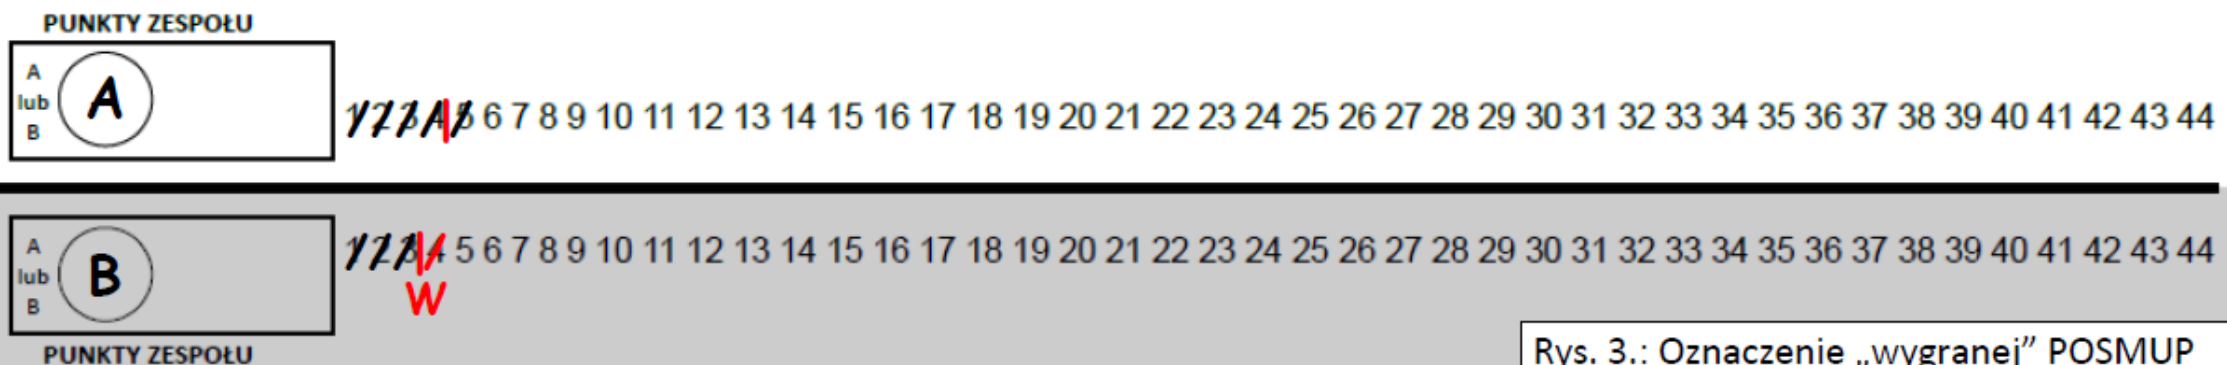 PUNKTY ZESPOŁU
A
lub
B
A
1 2 3 4 5 6 7 8 9 10 11 12 13 14 15 16 17 18 19 20 21 22 23 24 25 26 27 28 29 30 31 32 33 34 35 36 37 38 39 40 41 42 43 44
A
lub
B
B
1 2 3 4 5 6 7 8 9 10 11 12 13 14 15 16 17 18 19 20 21 22 23 24 25 26 27 28 29 30 31 32 33 34 35 36 37 38 39 40 41 42 43 44
W
PUNKTY ZESPOŁU
Rys. 3.: Oznaczenie „wygranej” POSMUP